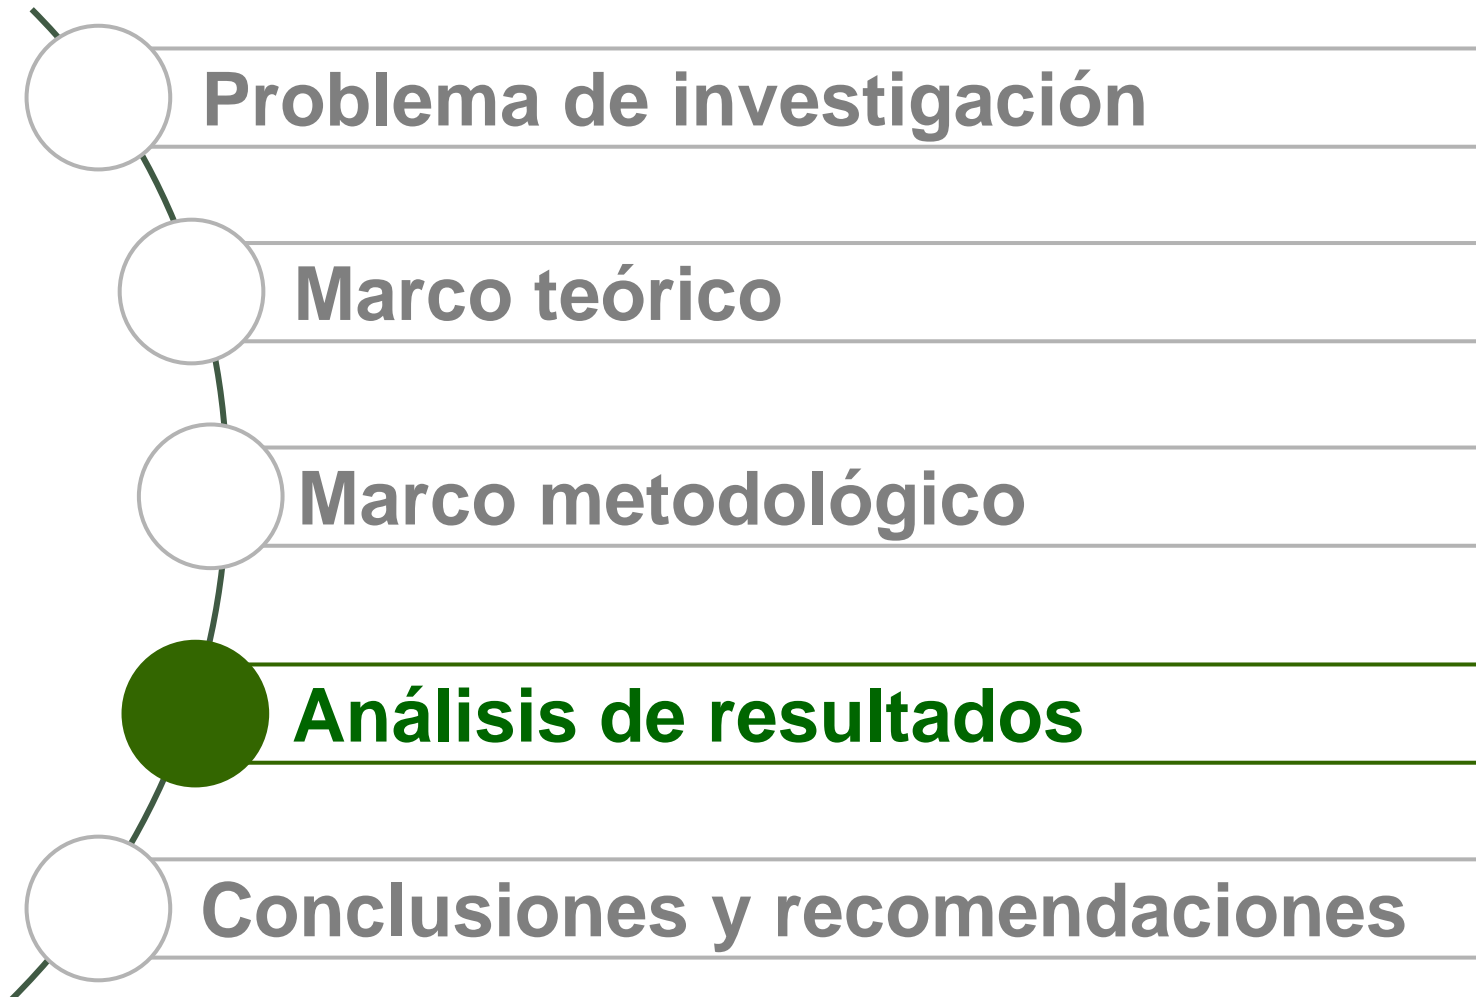 Problema de investigación
Marco teórico
Marco metodológico
Análisis de resultados
Conclusiones y recomendaciones